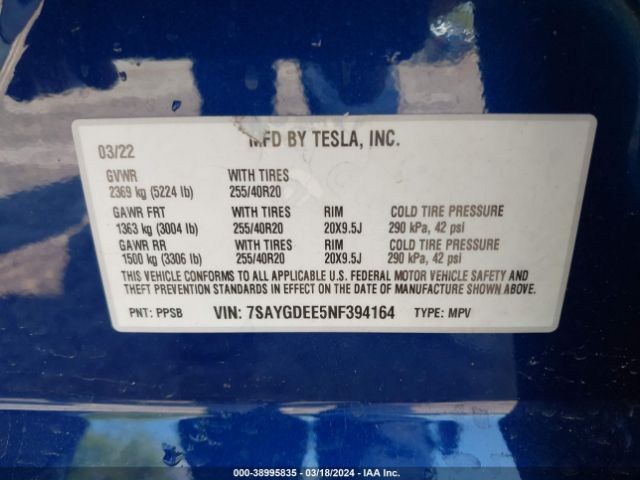 MFD BY TESLA, INC.
03/22
GVWR WITH TIRES
2369 kg (5224 lb) 255/40R20
GAWR FRT WITH TIRES RIM COLD TIRE PRESSURE
1363 kg (3004 lb) 255/40R20 20X9.5J 290 kPa, 42 psi
GAWR RR WITH TIRES RIM COLD TIRE PRESSURE
1500 kg (3306 lb) 255/40R20 20X9.5J 290 kPa, 42 psi
THIS VEHICLE CONFORMS TO ALL APPLICABLE U.S. FEDERAL MOTOR VEHICLE SAFETY AND
THEFT PREVENTION STANDARDS IN EFFECT ON THE DATE OF MANUFACTURE SHOWN ABOVE.
PNT: PPSB VIN: 7SAYGDEE5NF394164 TYPE: MPV
000-38995835 - 03/18/2024 - IAA Inc.